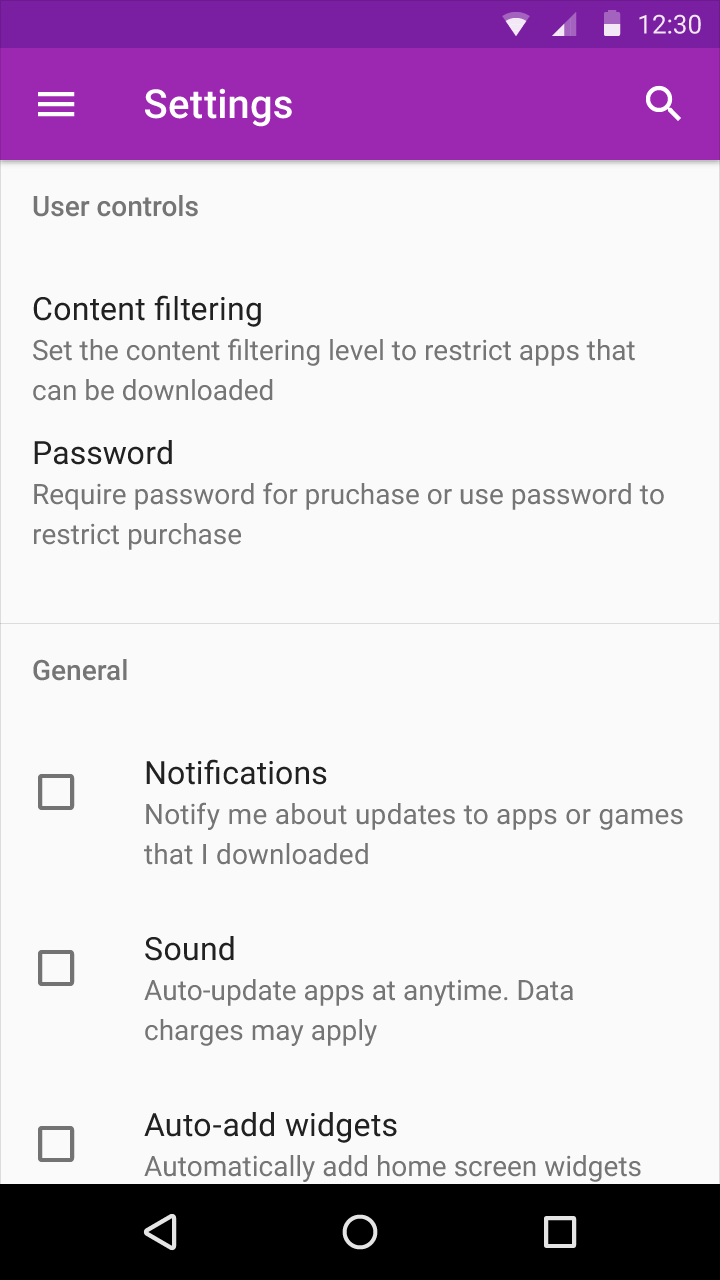 12:30
Settings
User controls
Content filtering
Set the content filtering level to restrict apps that
can be downloaded
Password
Require password for pruchase or use password to
restrict purchase
General
Notifications
Notify me about updates to apps or games
that I downloaded
Sound
Auto-update apps at anytime. Data
charges may apply
Auto-add widgets
Automatically add home screen widgets